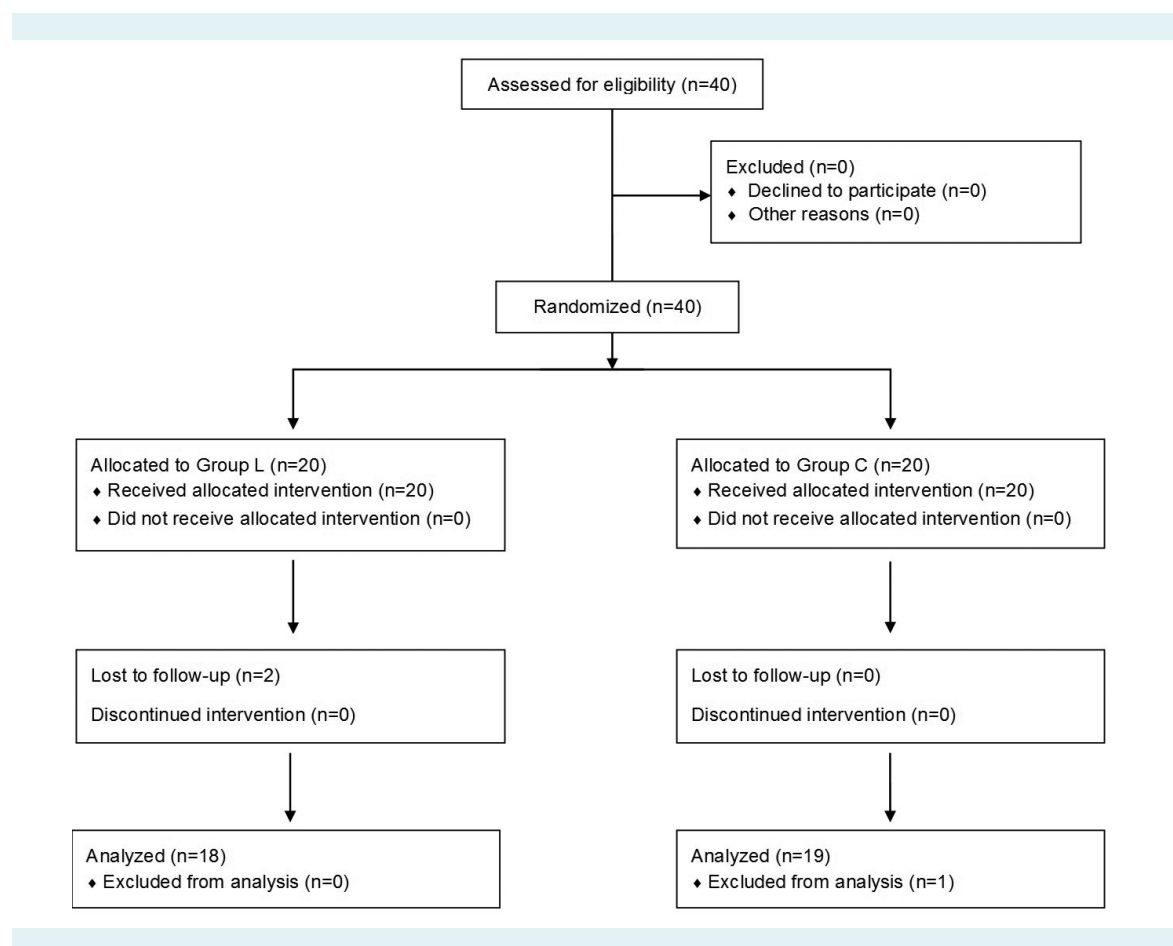 Assessed for eligibility (n=40)
Excluded (n=0)
♦ Declined to participate (n=0)
♦ Other reasons (n=0)
Randomized (n=40)
Allocated to Group L (n=20)
♦ Received allocated intervention (n=20)
♦ Did not receive allocated intervention (n=0)
Allocated to Group C (n=20)
♦ Received allocated intervention (n=20)
♦ Did not receive allocated intervention (n=0)
Lost to follow-up (n=2)
Discontinued intervention (n=0)
Lost to follow-up (n=0)
Discontinued intervention (n=0)
Analyzed (n=18)
♦ Excluded from analysis (n=0)
Analyzed (n=19)
♦ Excluded from analysis (n=1)